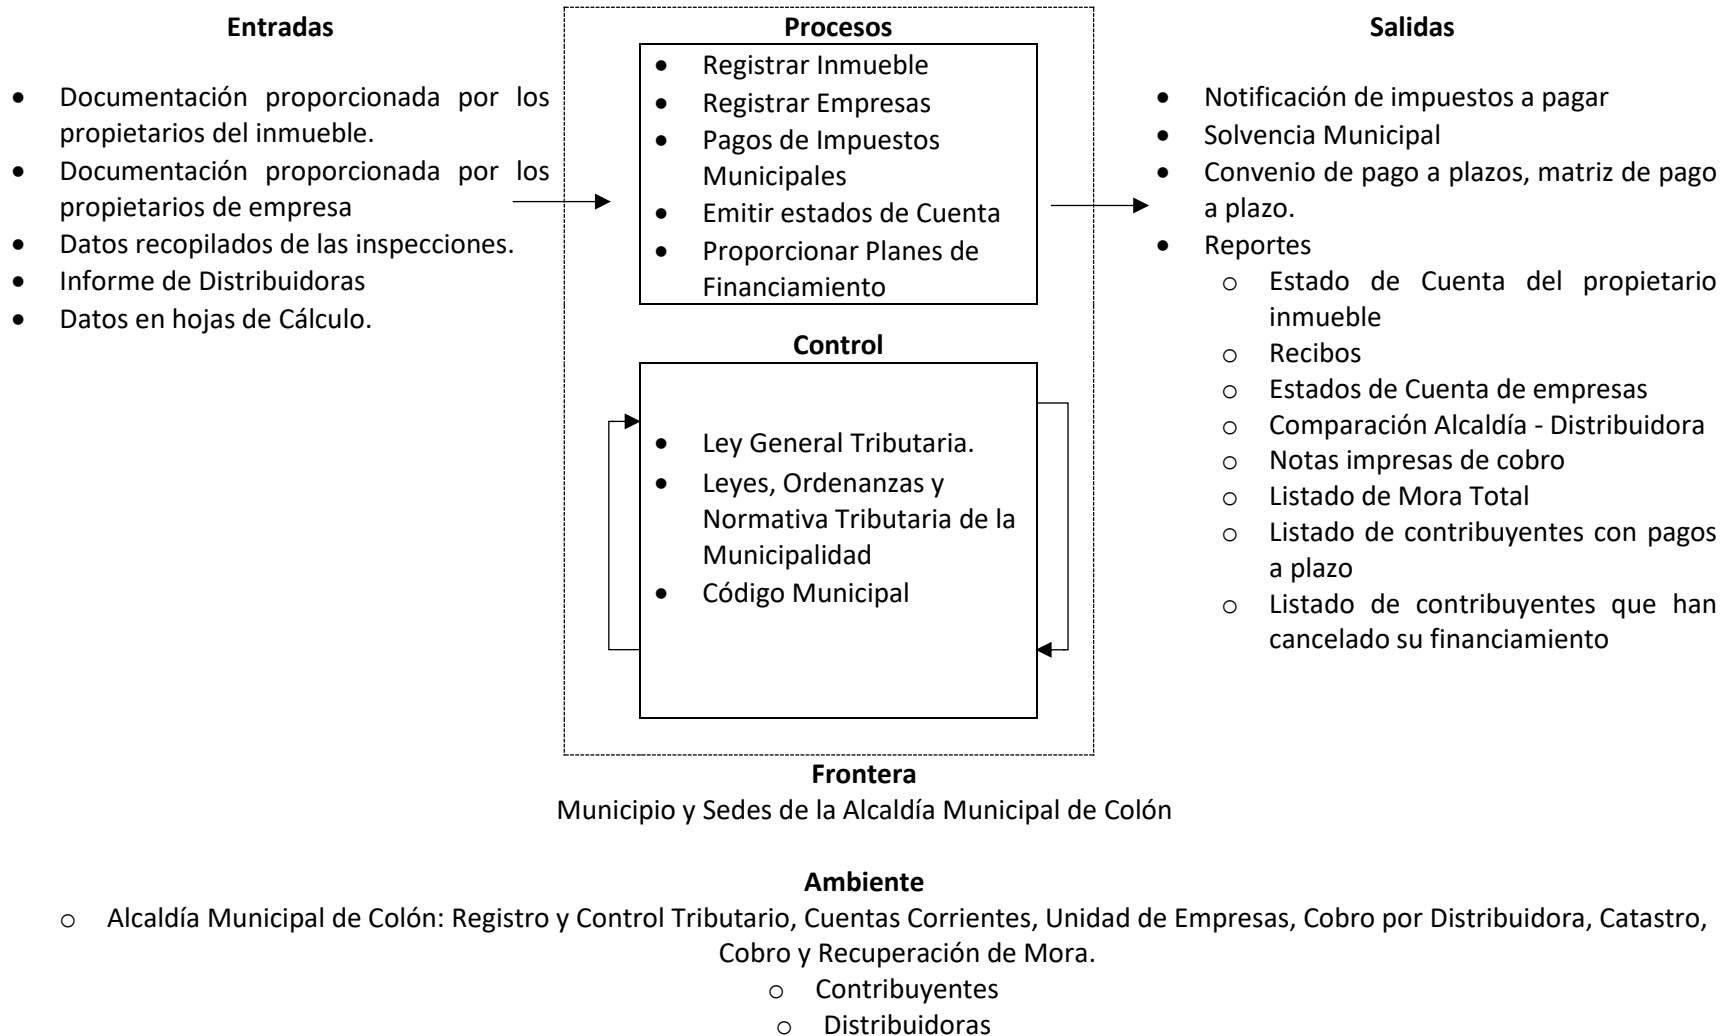 Entradas
• Documentación proporcionada por los
propietarios del inmueble.
• Documentación proporcionada por los
propietarios de empresa
• Datos recopilados de las inspecciones.
• Informe de Distribuidoras
• Datos en hojas de Cálculo.
Procesos
• Registrar Inmueble
• Registrar Empresas
• Pagos de Impuestos
Municipales
• Emitir estados de Cuenta
• Proporcionar Planes de
Financiamiento
Control
• Ley General Tributaria.
• Leyes, Ordenanzas y
Normativa Tributaria de la
Municipalidad
• Código Municipal
Salidas
• Notificación de impuestos a pagar
• Solvencia Municipal
• Convenio de pago a plazos, matriz de pago
a plazo.
• Reportes
o Estado de Cuenta del propietario
inmueble
o Recibos
o Estados de Cuenta de empresas
o Comparación Alcaldía - Distribuidora
o Notas impresas de cobro
o Listado de Mora Total
o Listado de contribuyentes con pagos
a plazo
o Listado de contribuyentes que han
cancelado su financiamiento
Frontera
Municipio y Sedes de la Alcaldía Municipal de Colón
Ambiente
o Alcaldía Municipal de Colón: Registro y Control Tributario, Cuentas Corrientes, Unidad de Empresas, Cobro por Distribuidora, Catastro,
Cobro y Recuperación de Mora.
o Contribuyentes
o Distribuidoras